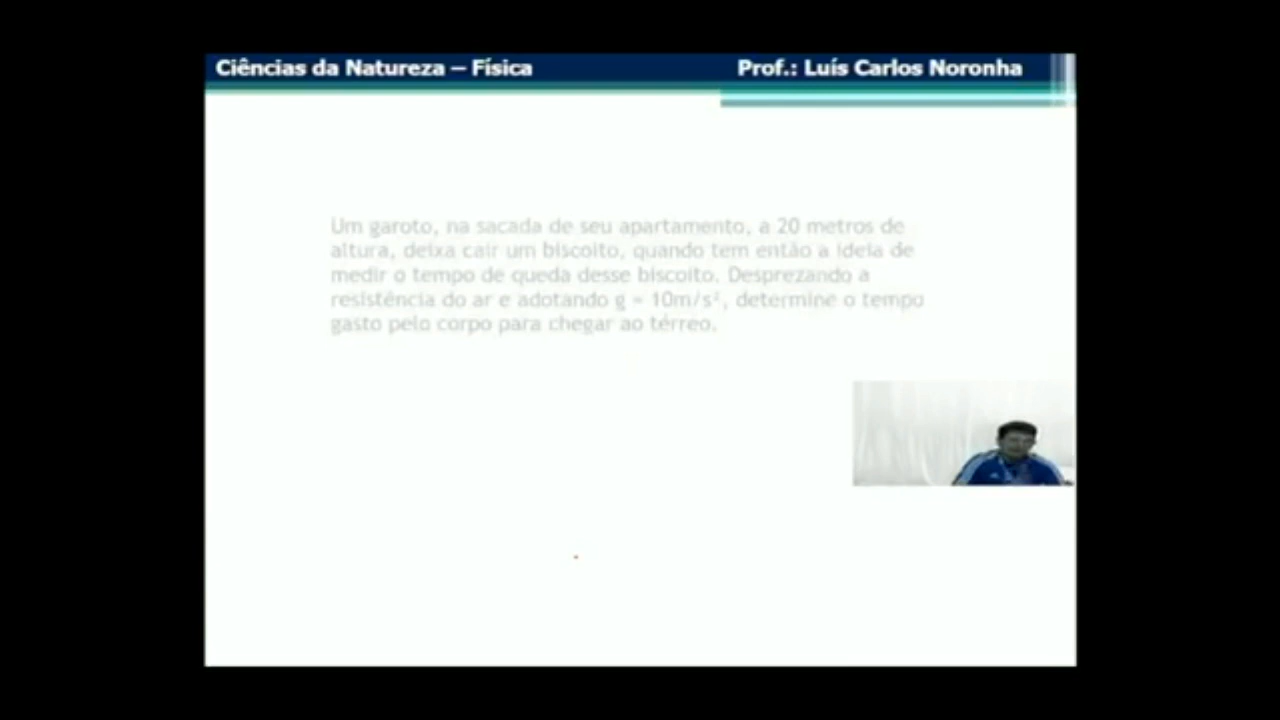 Ciências da Natureza – Física
Prof.: Luís Carlos Noronha
Um garoto, na sacada de seu apartamento, a 20 metros de
altura, deixa cair um biscoito, quando tem então a ideia de
medir o tempo de queda desse biscoito. Desprezando a
resistência do ar e adotando g = 10m/s², determine o tempo
gasto pelo corpo para chegar ao térreo.